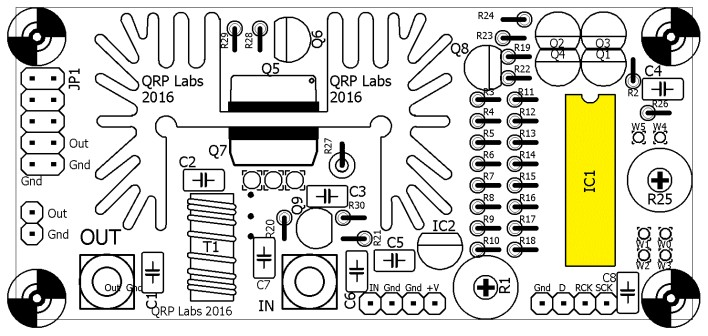 R24
R23
R29
R28
Q6
Q2
Q3
Q4
Q1
Q8
R19
R22
JP1
QRP Labs
2016
Q5
QRP Labs
2016
R2
C4
R3
R11
R26
R4
R12
W5
W4
Out
R5
R13
Gnd
Q7
R27
R6
R14
Gnd
C2
R7
R15
IC1
R25
C3
R8
R16
Out
Q9
R30
R20
R9
R17
Gnd
OUT
T1
R21
IC2
R10
R18
W1
W0
W2
W3
C7
C5
C8
Out
Gnd
C1
QRP Labs 2016
IN
C6
IN
Gnd
Gnd
+V
R1
Gnd
D
RCK
SCK